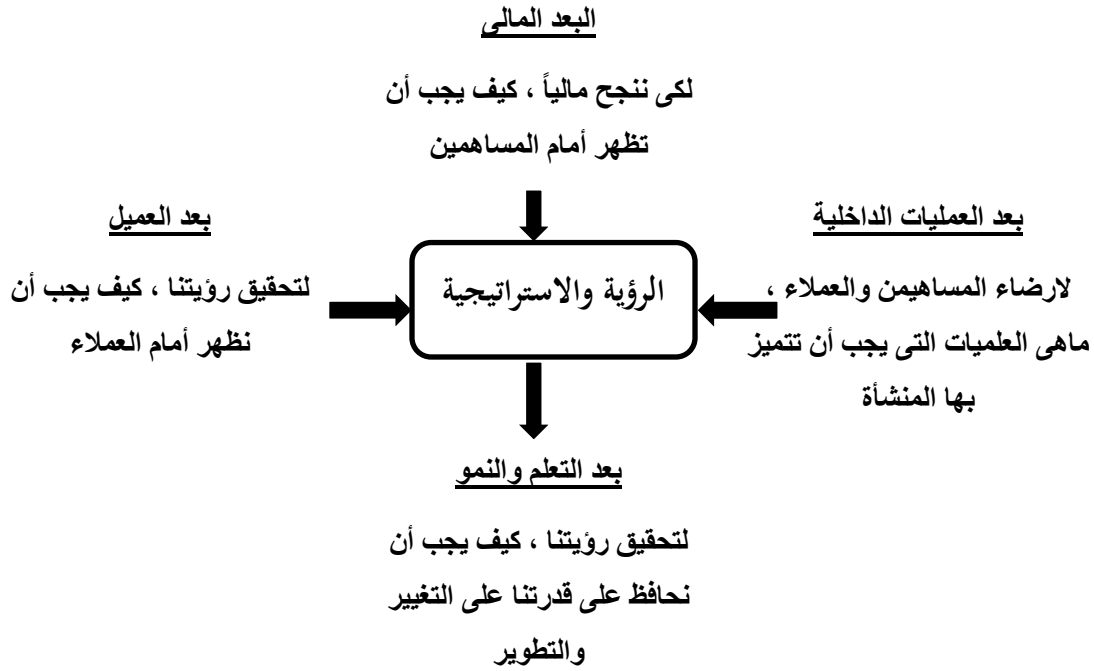 البعد المالى
لكى ننجح مالياً ، كيف يجب أن
تظهر أمام المساهمين
بعد العمليات الداخلية
لارضاء المساهيمن والعملاء ،
ماهى العلميات التى يجب أن تتميز
بها المنشأة
الرؤية والاستراتيجية
بعد العميل
لتحقيق رؤيتنا ، كيف يجب أن
نظهر أمام العملاء
بعد التعلم والنمو
لتحقيق رؤيتنا ، كيف يجب أن
نحافظ على قدرتنا على التغيير
والتطوير